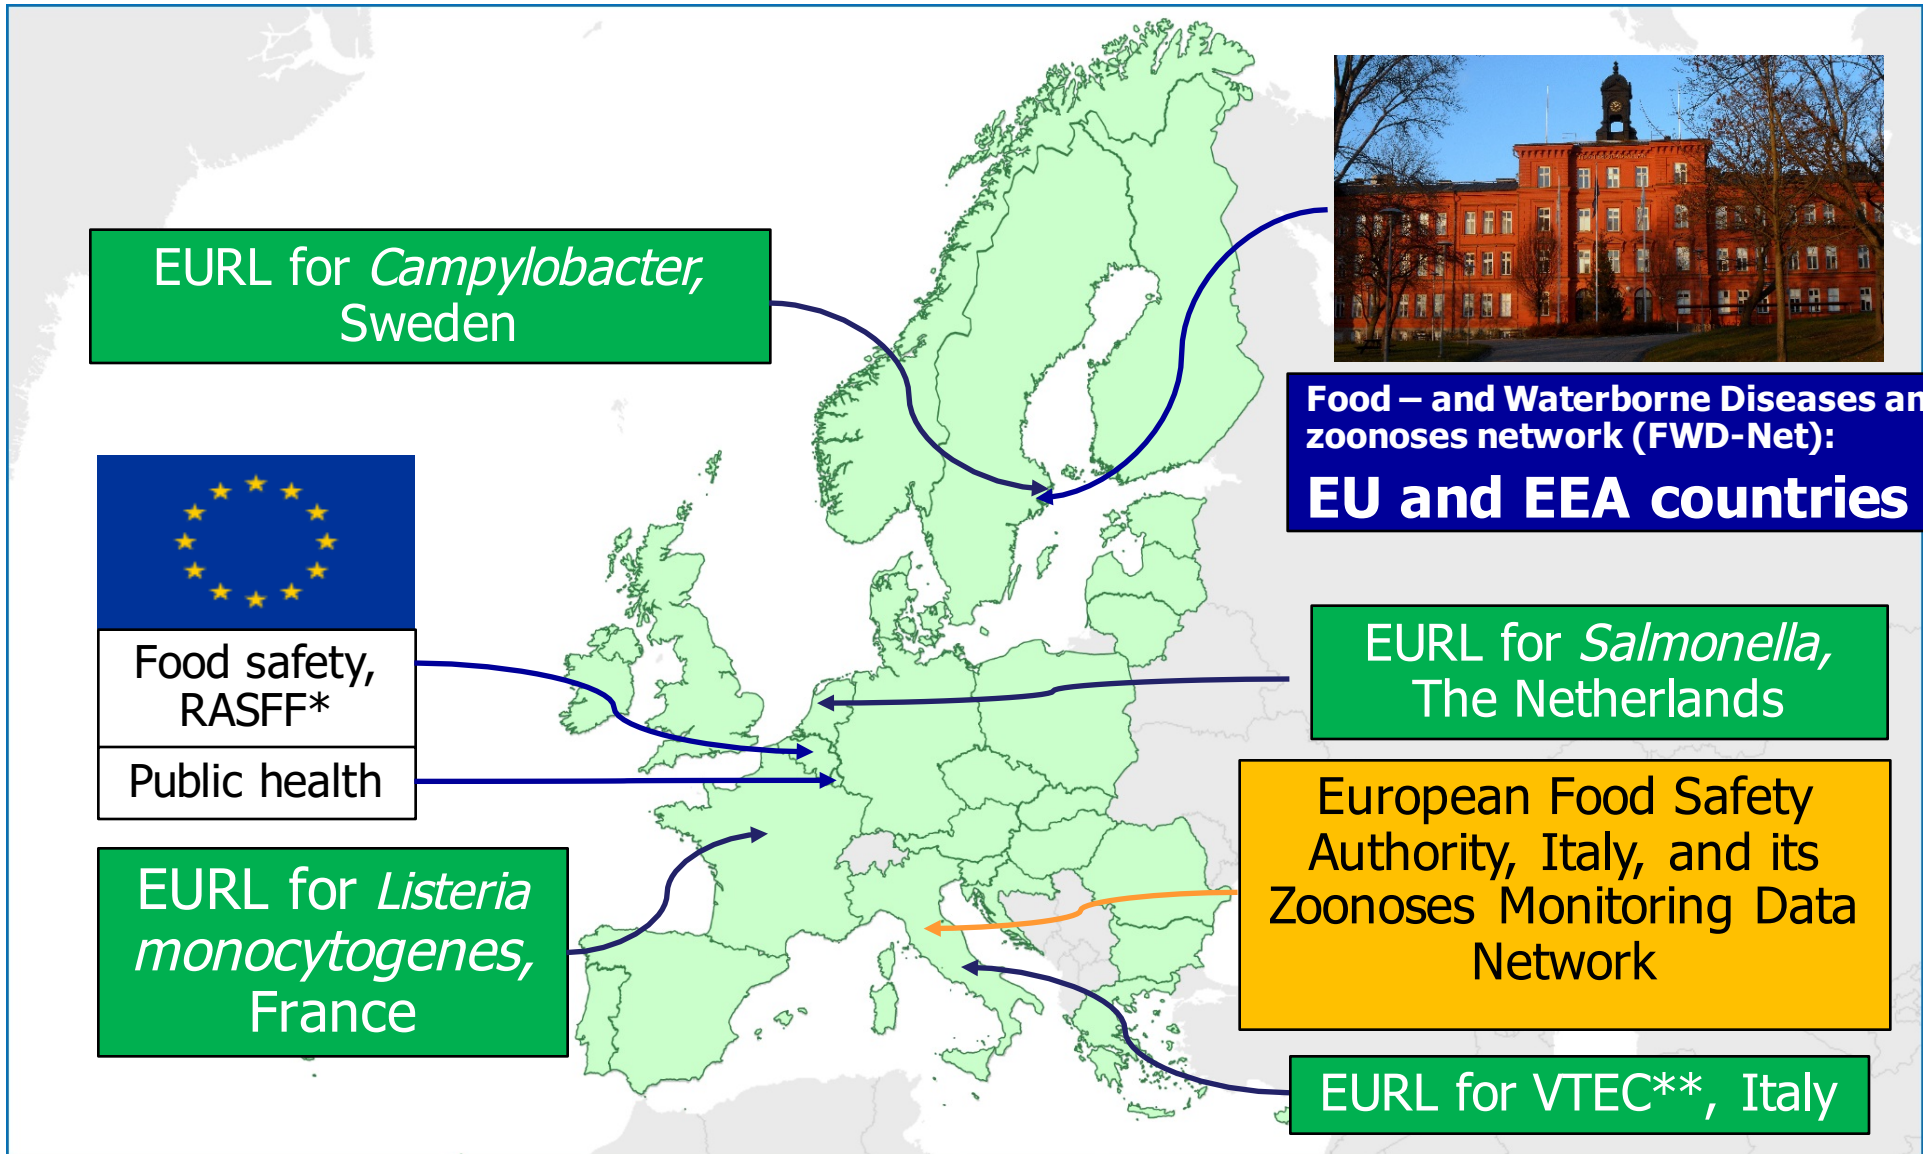 EURL for Campylobacter,
Sweden
Food – and Waterborne Diseases an
zoonoses network (FWD-Net):
EU and EEA countries
Food safety,
RASFF*
Public health
EURL for Salmonella,
The Netherlands
European Food Safety
Authority, Italy, and its
Zoonoses Monitoring Data
Network
EURL for Listeria
monocytogenes,
France
EURL for VTEC**, Italy